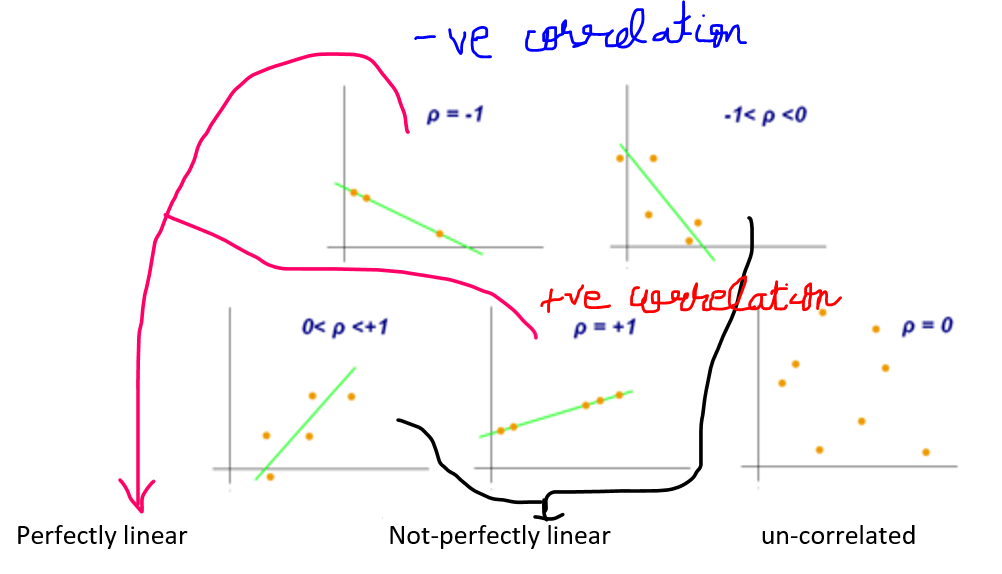 -ve correlation
ρ = -1
-1< ρ <0
+ve correlation
0< ρ <+1
ρ = +1
ρ = 0
Perfectly linear
Not-perfectly linear
un-correlated